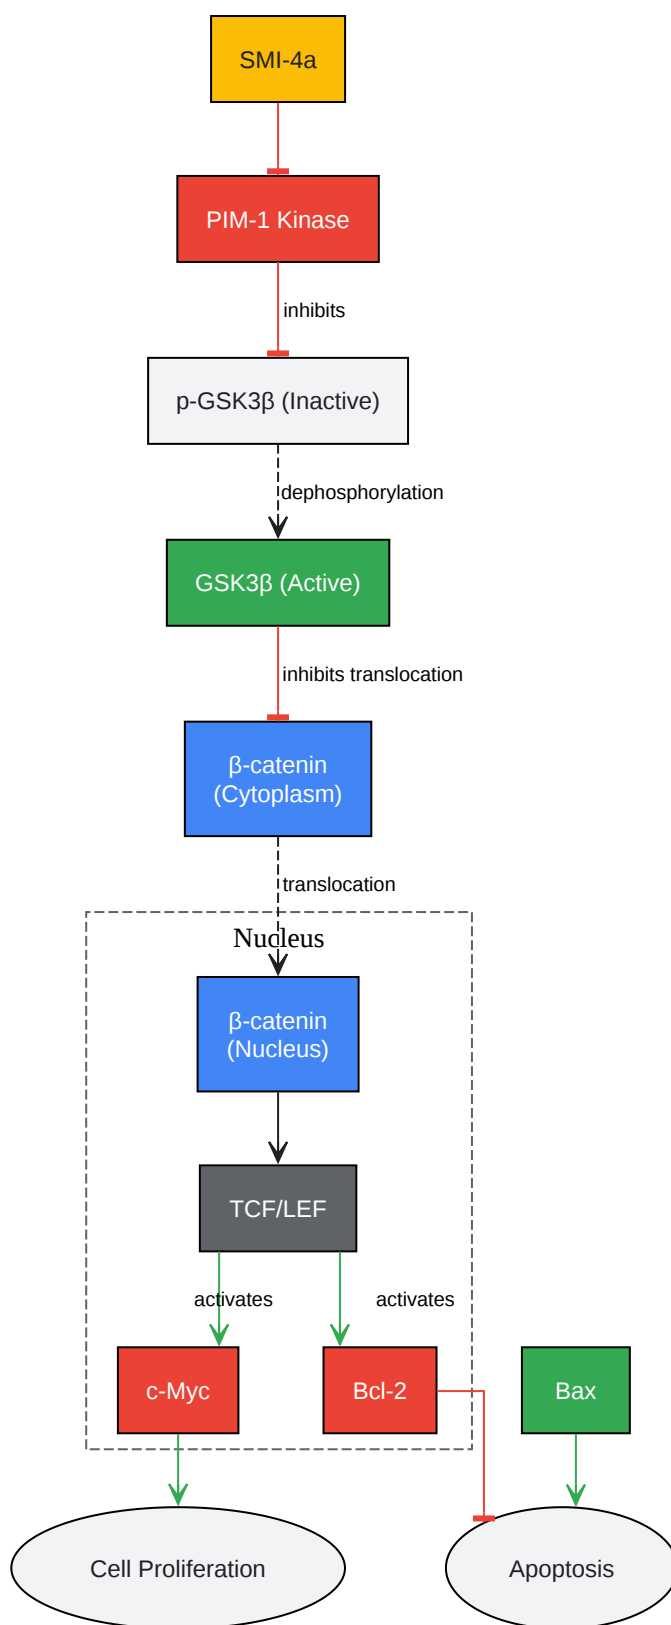 SMI-4a
PIM-1 Kinase
inhibits
p-GSK3β (Inactive)
dephosphorylation
GSK3β (Active)
inhibits translocation
β-catenin
(Cytoplasm)
translocation
Nucleus
β-catenin
(Nucleus)
TCF/LEF
activates
activates
c-Myc
Bcl-2
Bax
Cell Proliferation
Apoptosis